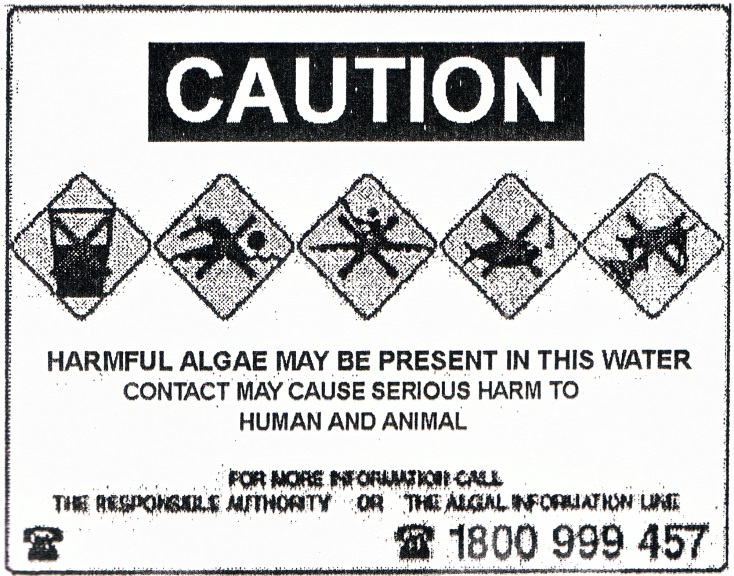 CAUTION
HARMFUL ALGAE MAY BE PRESENT IN THIS WATER
CONTACT MAY CAUSE SERIOUS HARM TO
HUMAN AND ANIMAL
FOR MORE INFORMATION CALL
THE RESPONSIBLE AUTHORITY OR THE ALGAL INFORMATION LINE
1800 999 457